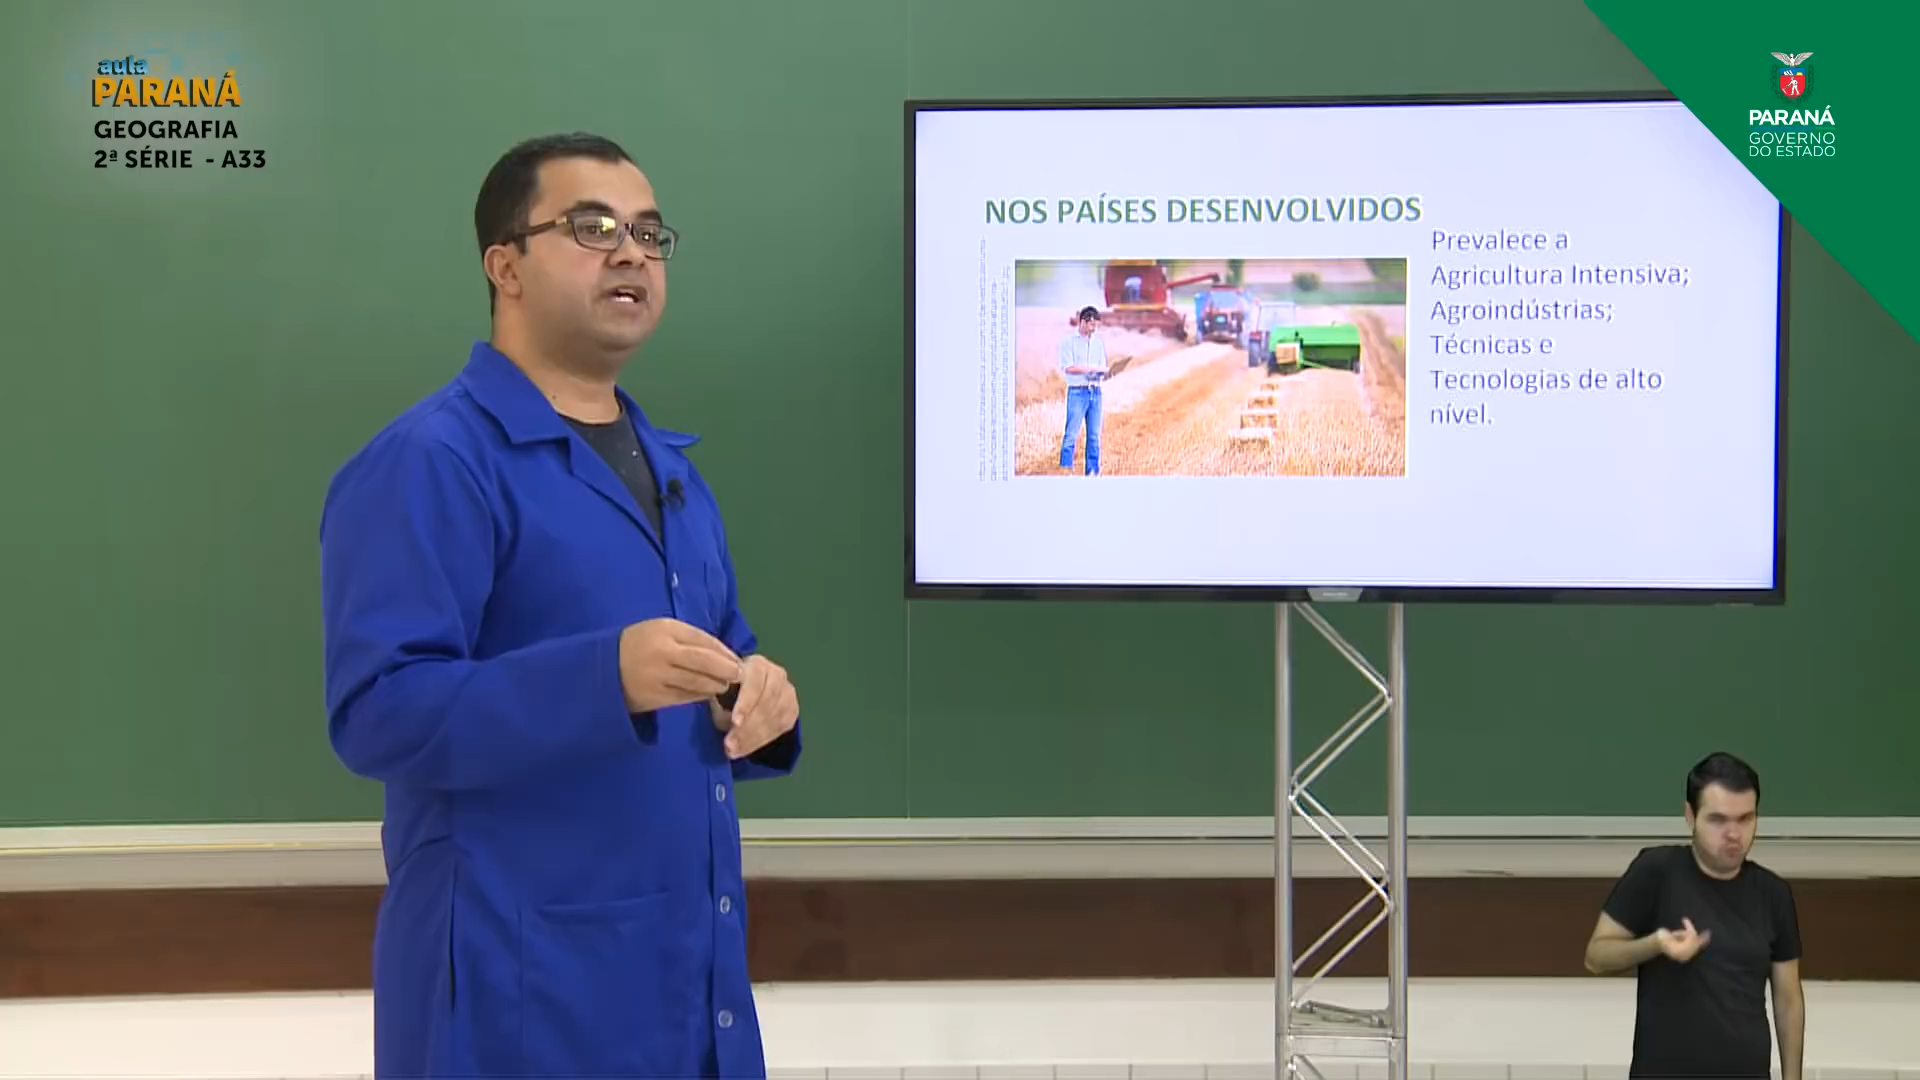 aula
PARANÁ
GEOGRAFIA
2ª SÉRIE - A33
PARANÁ
GOVERNO
DO ESTADO
NOS PAÍSES DESENVOLVIDOS
Prevalece a
Agricultura Intensiva;
Agroindústrias;
Técnicas e
Tecnologias de alto
nível.